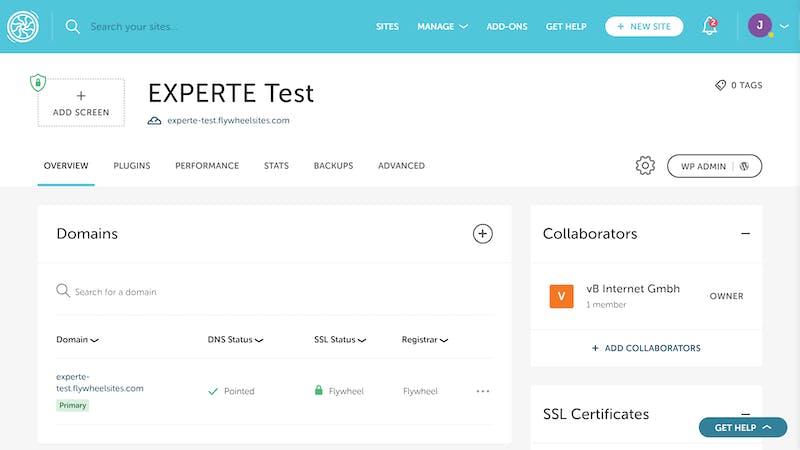 Search your sites...
SITES
MANAGE
ADD-ONS
GET HELP
+ NEW SITE
2
J
+
ADD SCREEN
EXPERTE Test
experte-test.flywheelsites.com
0 TAGS
OVERVIEW
PLUGINS
PERFORMANCE
STATS
BACKUPS
ADVANCED
WP ADMIN
Domains
Search for a domain
Domain
DNS Status
SSL Status
Registrar
experte-
test.flywheelsites.com
Primary
Pointed
Flywheel
Flywheel
Collaborators
V
vB Internet Gmbh
1 member
OWNER
+ ADD COLLABORATORS
SSL Certificates
GET HELP